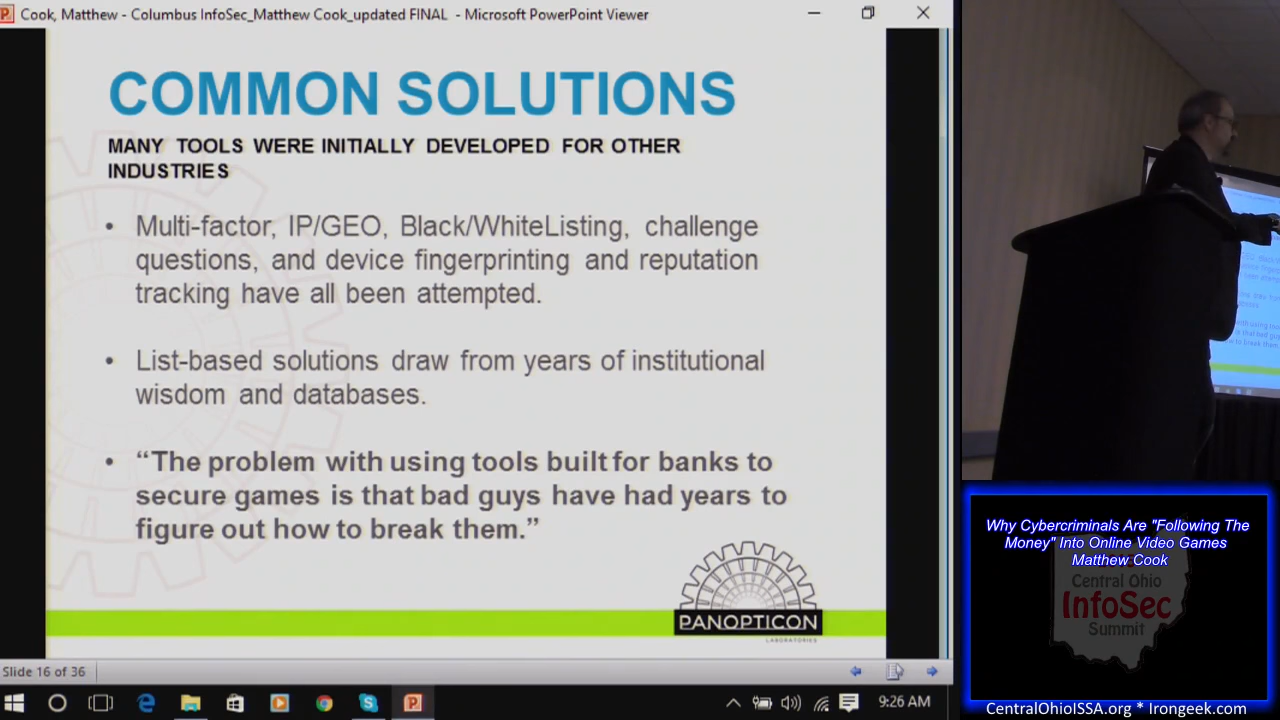 Cook, Matthew - Columbus InfoSec_Matthew Cook_updated FINAL - Microsoft PowerPoint Viewer
COMMON SOLUTIONS
MANY TOOLS WERE INITIALLY DEVELOPED FOR OTHER
INDUSTRIES
• Multi-factor, IP/GEO, Black/WhiteListing, challenge
questions, and device fingerprinting and reputation
tracking have all been attempted.
• List-based solutions draw from years of institutional
wisdom and databases.
• “The problem with using tools built for banks to
secure games is that bad guys have had years to
figure out how to break them.”
PANOPTICON
LABORATORIES
Slide 16 of 36
9:26 AM
Why Cybercriminals Are "Following The
Money" Into Online Video Games
Matthew Cook
Central Ohio
InfoSec
Summit
CentralOhioISSA.org * Irongeek.com